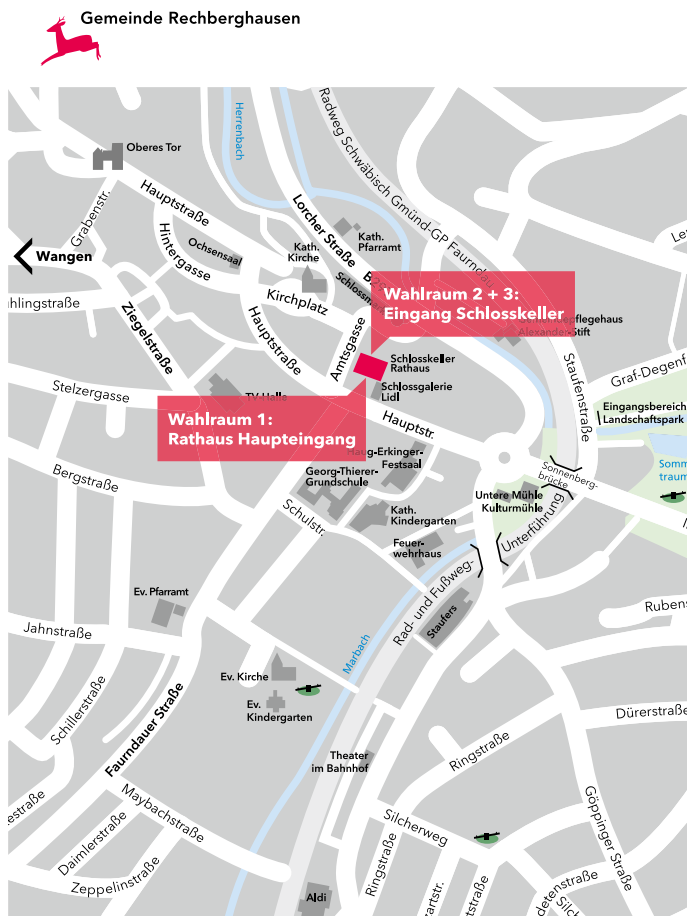 Gemeinde Rechberghausen
Herrenbach
Radweg Schwäbisch Gmünd-GP Faurndau
Oberes Tor
Grabenstr.
Hauptstraße
Hintergasse
Ochsensaal
Lorcher Straße
Kath.
Pfarramt
Kath.
Kirche
Wangen
Kirchplatz
Wahlraum 2 + 3:
Eingang Schlosskeller
Ziegelstraße
Hauptstraße
Amtsgasse
Alexander-Stift
Staufenstraße
Schlosskeller
Rathaus
Schlossgalerie
Lidl
Stelzergasse
TV-Halle
Wahlraum 1:
Rathaus Haupteingang
Hauptstr.
Eingangsbereich
Landschaftspark
Haug-Erkinger-
Festsaal
Georg-Thierer-
Grundschule
Bergstraße
Schulstr.
Kath.
Kindergarten
Feuer-
wehrhaus
Sonnenberg-
brücke
Untere Mühle
Kulturmühle
Unterführung
Rad- und Fußweg
Staufers
Marbach
Ev. Pfarramt
Jahnstraße
Schillerstraße
Ev. Kirche
Ev.
Kindergarten
Faurndauer Straße
Dürerstraße
Ringstraße
Theater
im Bahnhof
Göppinger Straße
Maybachstraße
Daimlerstraße
Zeppelinstraße
Silcherweg
Ringstraße
Aldi